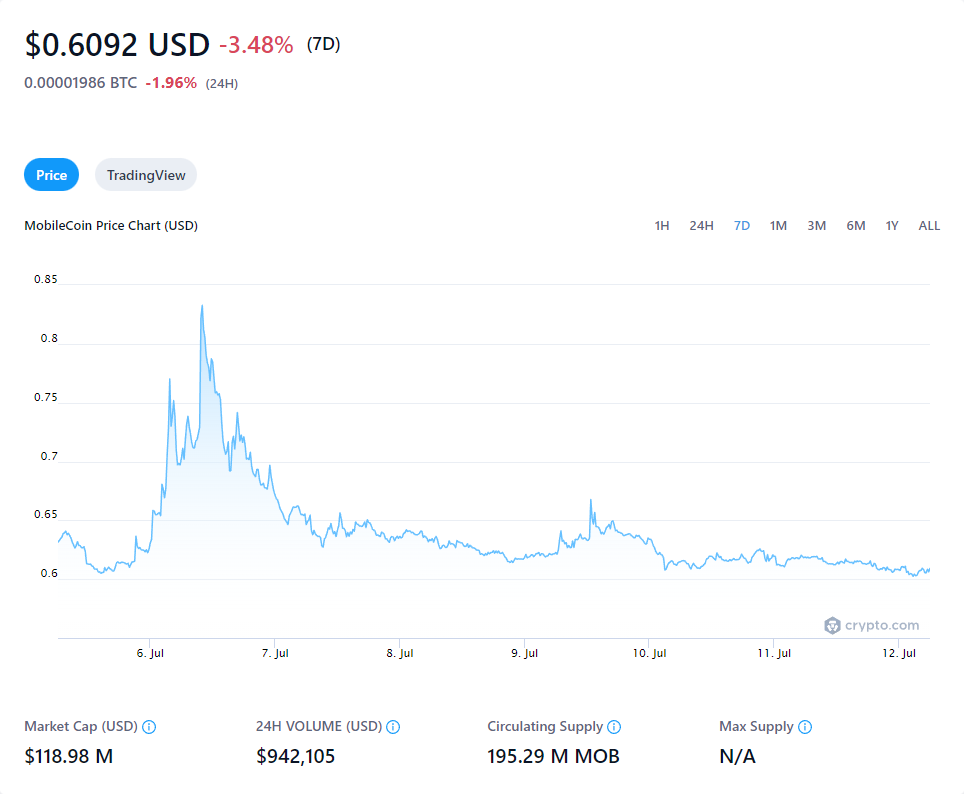 $0.6092 USD -3.48% (7D)
0.00001986 BTC -1.96% (24H)
Price TradingView
MobileCoin Price Chart (USD) 1H 24H 7D 1M 3M 6M 1Y ALL
0.85
0.8
0.75
0.7
0.65
0.6
crypto.com
6. Jul 7. Jul 8. Jul 9. Jul 10. Jul 11. Jul 12. Jul
Market Cap (USD) 24H VOLUME (USD) Circulating Supply Max Supply
$118.98 M $942,105 195.29 M MOB N/A